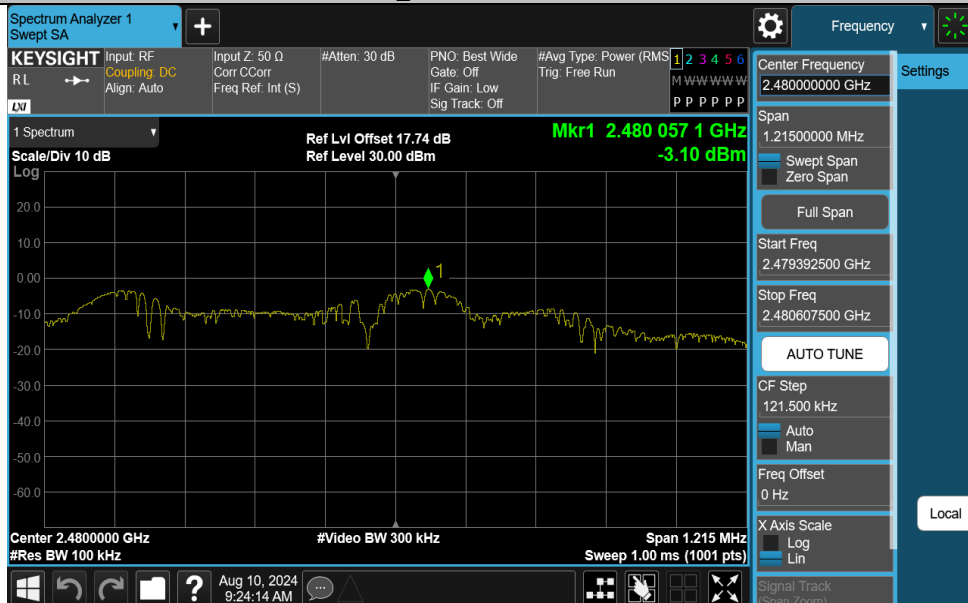 Spectrum Analyzer 1
Swept SA
+
Frequency
KEYSIGHT
RL
LXI
Input: RF
Coupling: DC
Align: Auto
Input Z: 50 Ω
Corr CCorr
Freq Ref: Int (S)
#Atten: 30 dB
PNO: Best Wide
Gate: Off
IF Gain: Low
Sig Track: Off
#Avg Type: Power (RMS
Trig: Free Run
1 2 3 4 5 6
M W W W W W
P P P P P P
1 Spectrum
Scale/Div 10 dB
Log
Ref Lvl Offset 17.74 dB
Ref Level 30.00 dBm
Mkr1 2.480 057 1 GHz
-3.10 dBm
20.0
10.0
0.00
-10.0
-20.0
-30.0
-40.0
-50.0
-60.0
1
Center 2.4800000 GHz
#Res BW 100 kHz
#Video BW 300 kHz
Span 1.215 MHz
Sweep 1.00 ms (1001 pts)
?
Aug 10, 2024
9:24:14 AM
Center Frequency
2.480000000 GHz
Span
1.21500000 MHz
Swept Span
Zero Span
Full Span
Start Freq
2.479392500 GHz
Stop Freq
2.480607500 GHz
AUTO TUNE
CF Step
121.500 kHz
Auto
Man
Freq Offset
0 Hz
X Axis Scale
Log
Lin
Signal Track
(Span Zoom)
Settings
Local